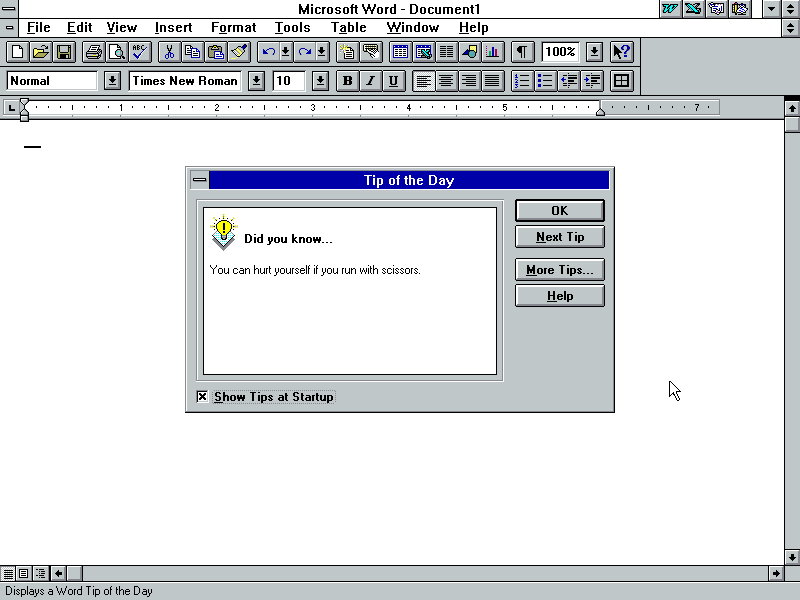 Microsoft Word - Document1
File Edit View Insert Format Tools Table Window Help
ABC 100% ?
Normal Times New Roman 10 B I U
1 2 3 4 5 7
Tip of the Day
Did you know...
You can hurt yourself if you run with scissors.
OK
Next Tip
More Tips...
Help
Show Tips at Startup
Displays a Word Tip of the Day